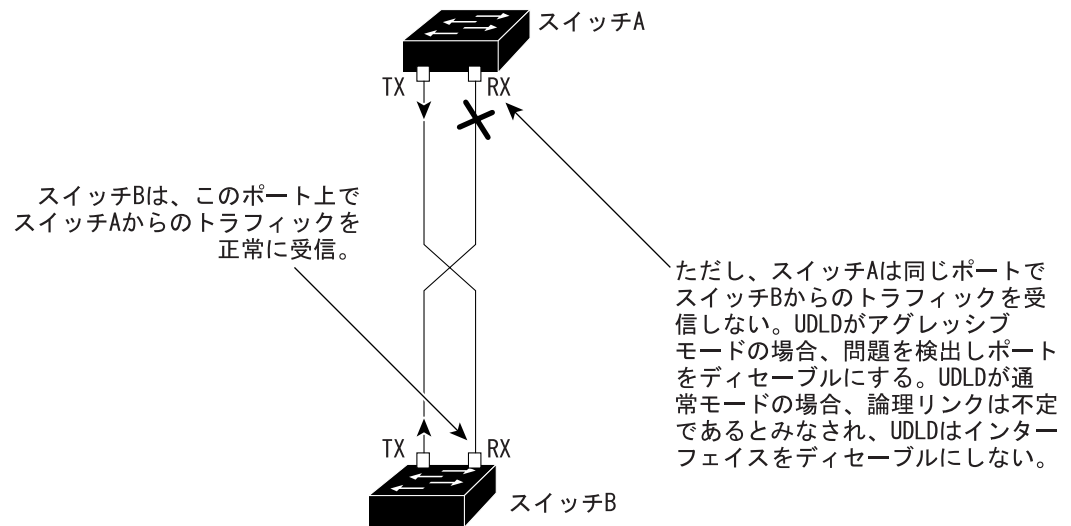 スイッチA
TX
RX
スイッチBは、このポート上で
スイッチAからのトラフィックを
正常に受信。
ただし、スイッチAは同じポートで
スイッチBからのトラフィックを受
信しない。UDLDがアグレッシブ
モードの場合、問題を検出しポート
をディセーブルにする。UDLDが通
常モードの場合、論理リンクは不定
であるとみなされ、UDLDはインター
フェイスをディセーブルにしない。
TX
RX
スイッチB